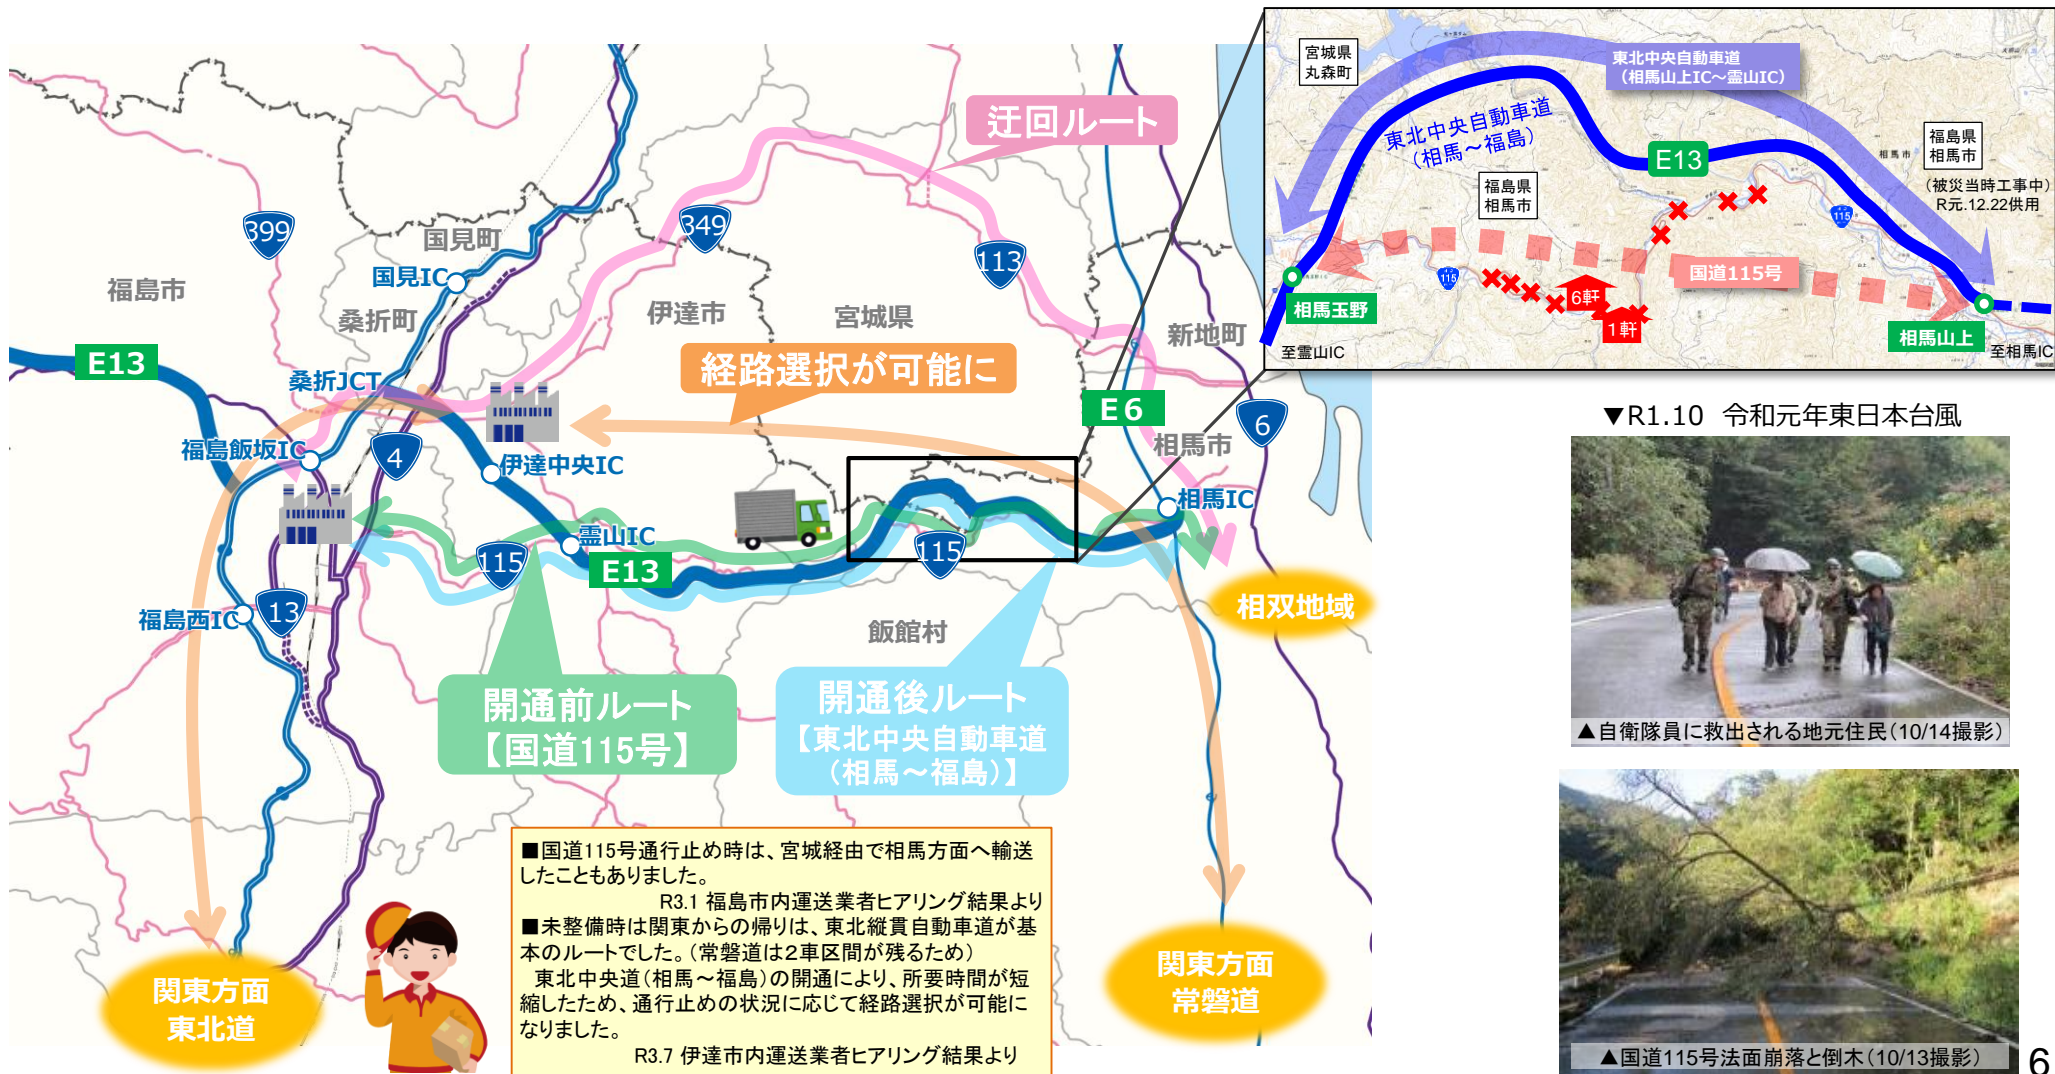 迂回ルート
399
349
113
国見町
国見IC
福島市
桑折町
伊達市
宮城県
新地町
E13
経路選択が可能に
桑折JCT
E6
6
相馬市
福島飯坂IC
4
伊達中央IC
相馬IC
霊山IC
115
E13
115
相双地域
福島西IC
13
飯館村
開通前ルート
【国道115号】
開通後ルート
【東北中央自動車道
(相馬~福島)】
関東方面
東北道
関東方面
常磐道
■国道115号通行止め時は、宮城経由で相馬方面へ輸送
したこともありました。
R3.1 福島市内運送業者ヒアリング結果より
■未整備時は関東からの帰りは、東北縦貫自動車道が基
本のルートでした。(常磐道は2車区間が残るため)
東北中央道(相馬~福島)の開通により、所要時間が短
縮したため、通行止めの状況に応じて経路選択が可能に
なりました。
R3.7 伊達市内運送業者ヒアリング結果より
宮城県
丸森町
東北中央自動車道
(相馬山上IC~霊山IC)
東北中央自動車道
(相馬~福島)
E13
相馬市
福島県
相馬市
(被災当時工事中)
R元.12.22供用
福島県
相馬市
115
115
国道115号
6軒
1軒
相馬玉野
相馬山上
至霊山IC
至相馬IC
▼R1.10 令和元年東日本台風
▲自衛隊員に救出される地元住民(10/14撮影)
▲国道115号法面崩落と倒木(10/13撮影)
6